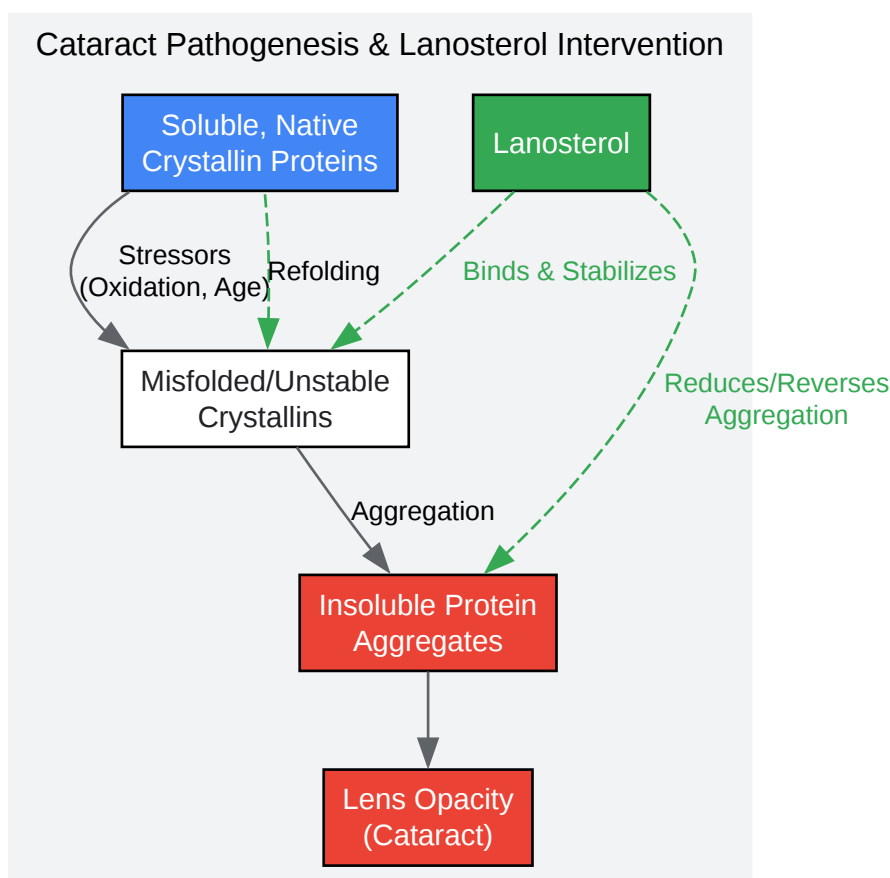 Cataract Pathogenesis & Lanosterol Intervention
Soluble, Native
Crystallin Proteins
Lanosterol
Stressors
(Oxidation, Age)
Refolding
Binds & Stabilizes
Misfolded/Unstable
Crystallins
Reduces/Reverses
Aggregation
Aggregation
Insoluble Protein
Aggregates
Lens Opacity
(Cataract)